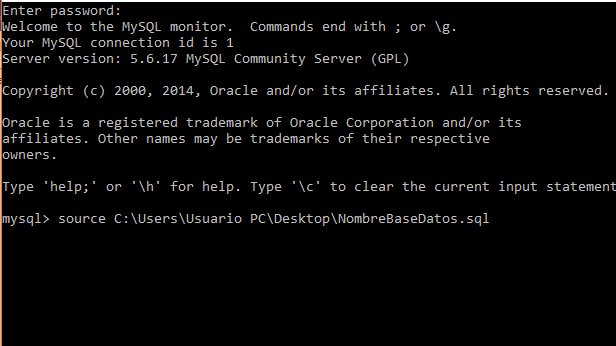 Enter password:
Welcome to the MySQL monitor.  Commands end with ; or \g.
Your MySQL connection id is 1
Server version: 5.6.17 MySQL Community Server (GPL)
Copyright (c) 2000, 2014, Oracle and/or its affiliates. All rights reserved.
Oracle is a registered trademark of Oracle Corporation and/or its
affiliates. Other names may be trademarks of their respective
owners.
Type 'help;' or '\h' for help. Type '\c' to clear the current input statement
mysql> source C:\Users\Usuario PC\Desktop\NombreBaseDatos.sql